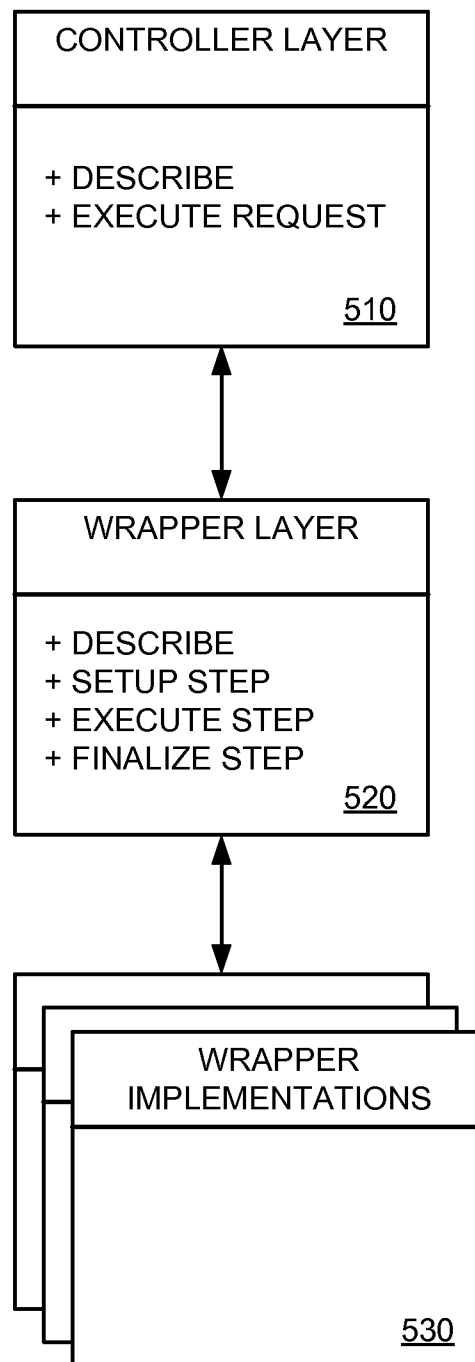 CONTROLLER LAYER
+ DESCRIBE
+ EXECUTE REQUEST
510
WRAPPER LAYER
+ DESCRIBE
+ SETUP STEP
+ EXECUTE STEP
+ FINALIZE STEP
520
WRAPPER
IMPLEMENTATIONS
530